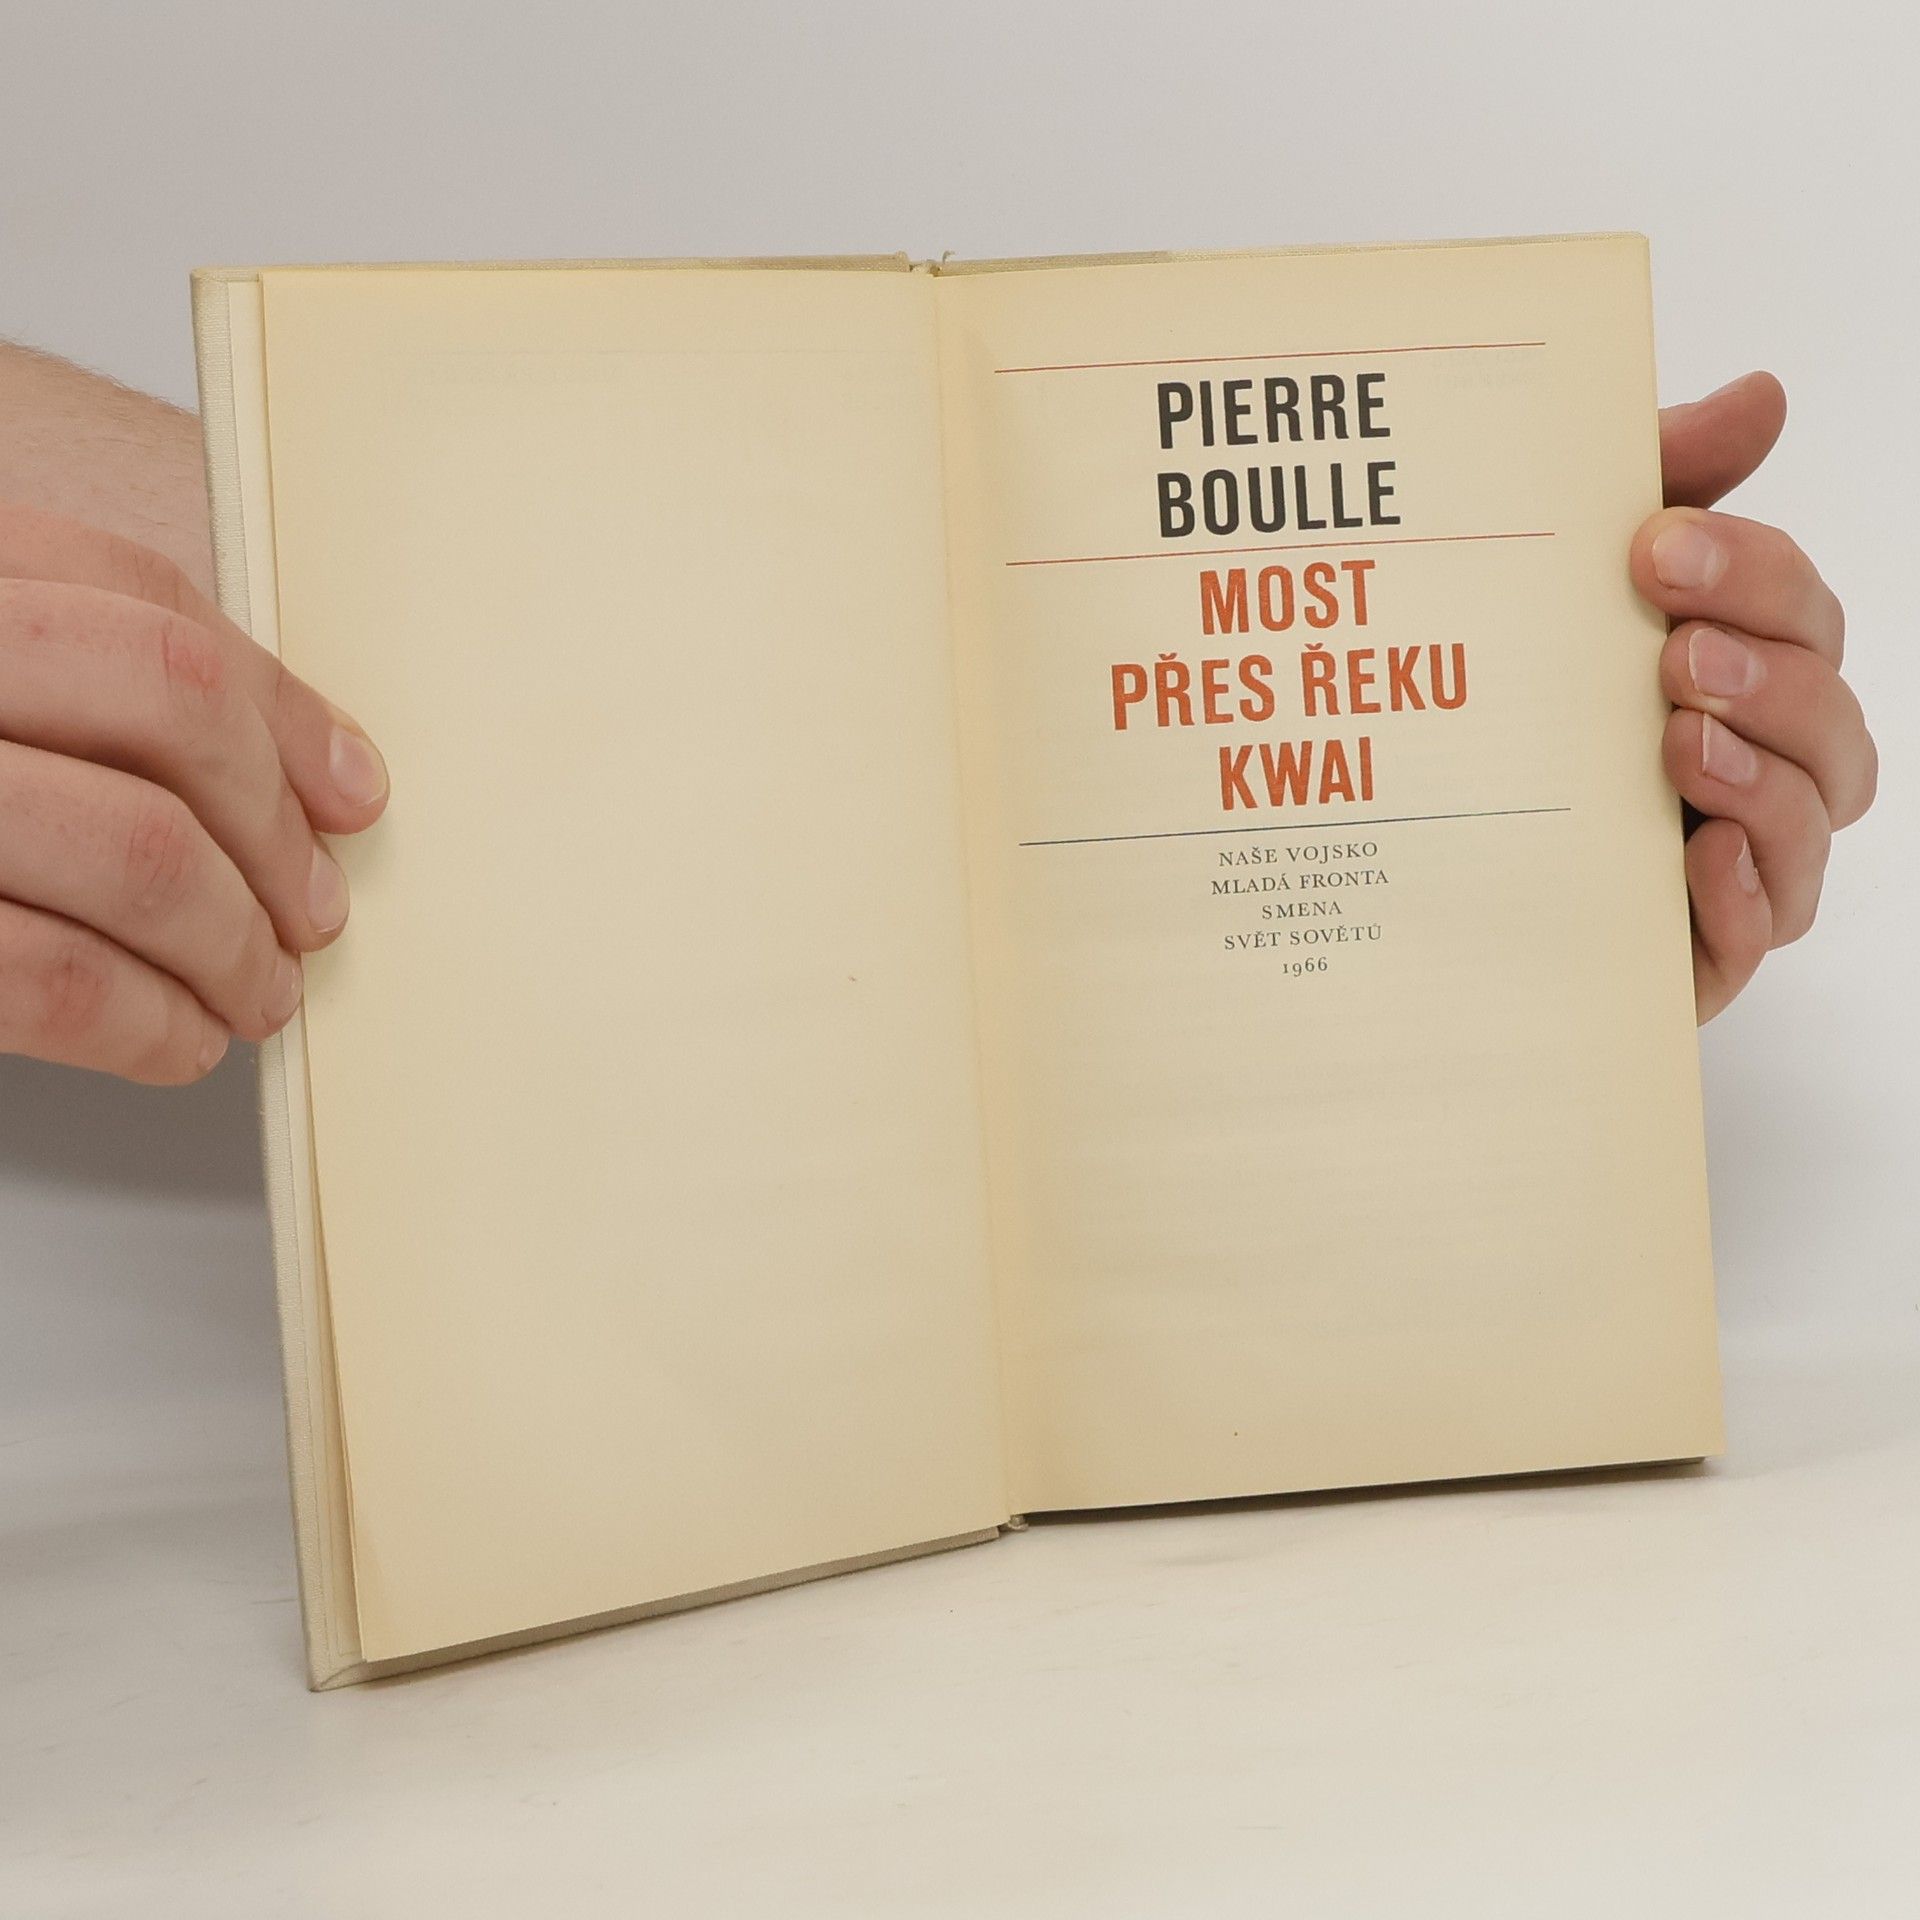 PIERRE
BOULLE
MOST
PŘES ŘEKU
KWAI
NAŠE VOJSKO
MLADÁ FRONTA
SMENA
SVĚT SOVĚTŮ
1966